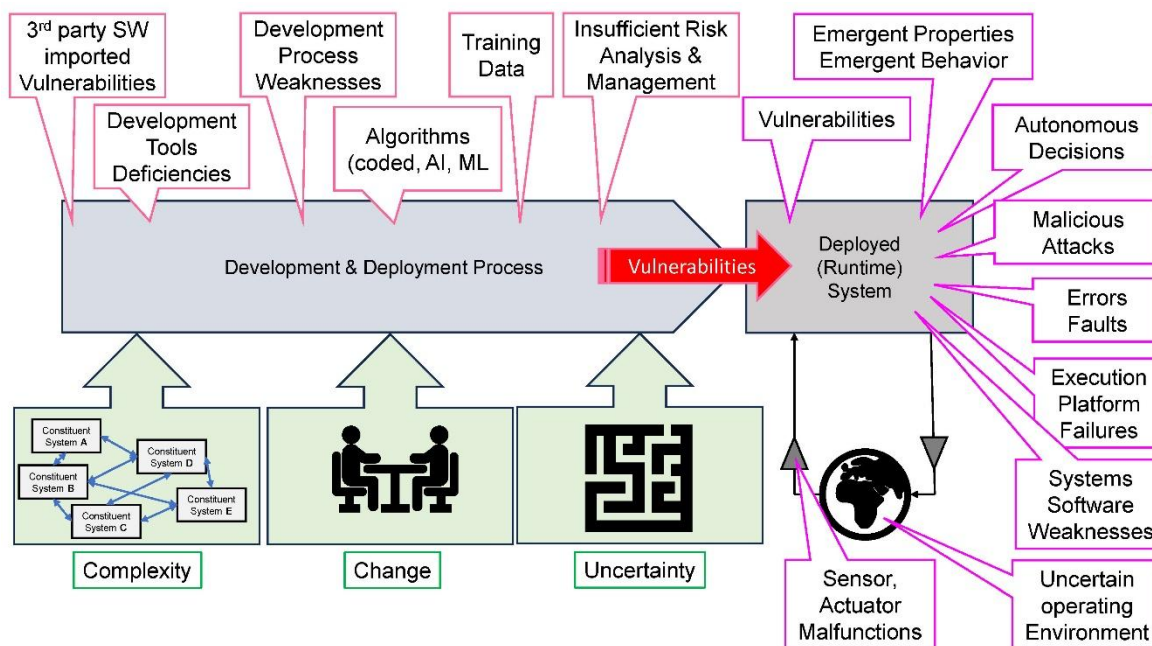 3rd party SW
imported
Vulnerabilities
Development
Tools
Deficiencies
Development
Process
Weaknesses
Algorithms
(coded, AI, ML
Training
Data
Insufficient Risk
Analysis &
Management
Vulnerabilities
Emergent Properties
Emergent Behavior
Autonomous
Decisions
Malicious
Attacks
Errors
Faults
Execution
Platform
Failures
Systems
Software
Weaknesses
Uncertain
operating
Environment
Sensor,
Actuator
Malfunctions
Development & Deployment Process
Vulnerabilities
Deployed
(Runtime)
System
Constituent
System A
Constituent
System B
Constituent
System C
Constituent
System D
Constituent
System E
Complexity
Change
Uncertainty